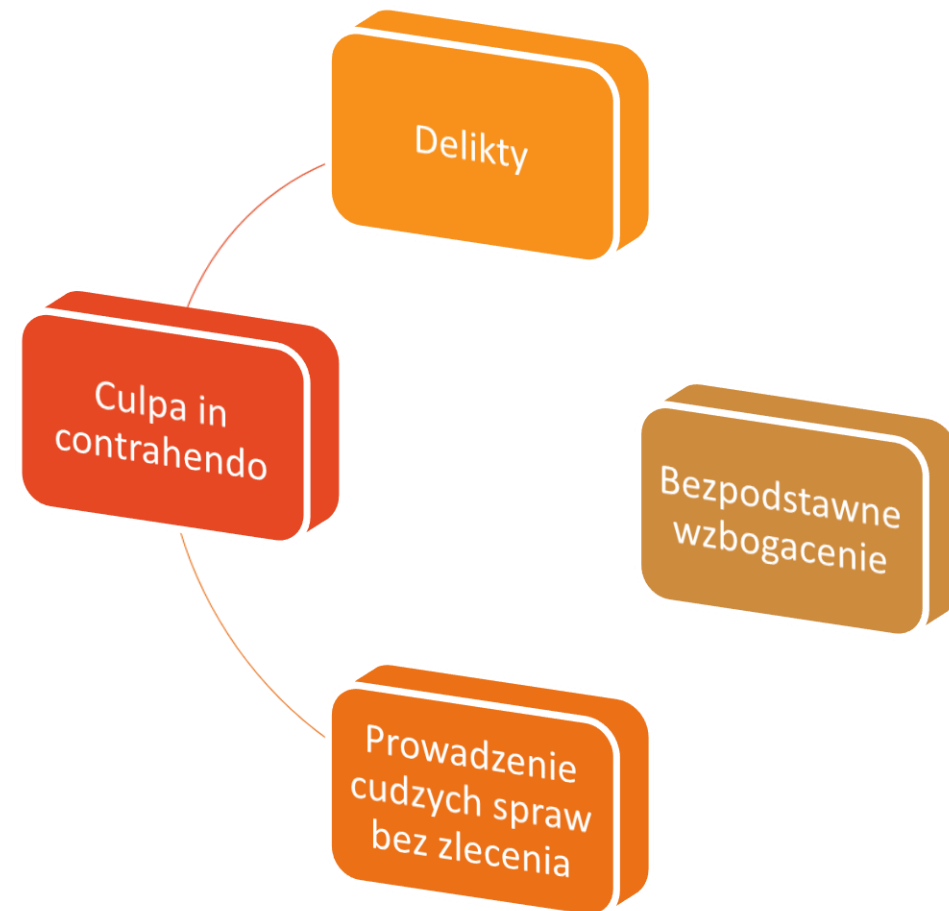 Delikty
Culpa in
contrahendo
Bezpodstawne
wzbogacenie
Prowadzenie
cudzych spraw
bez zlecenia